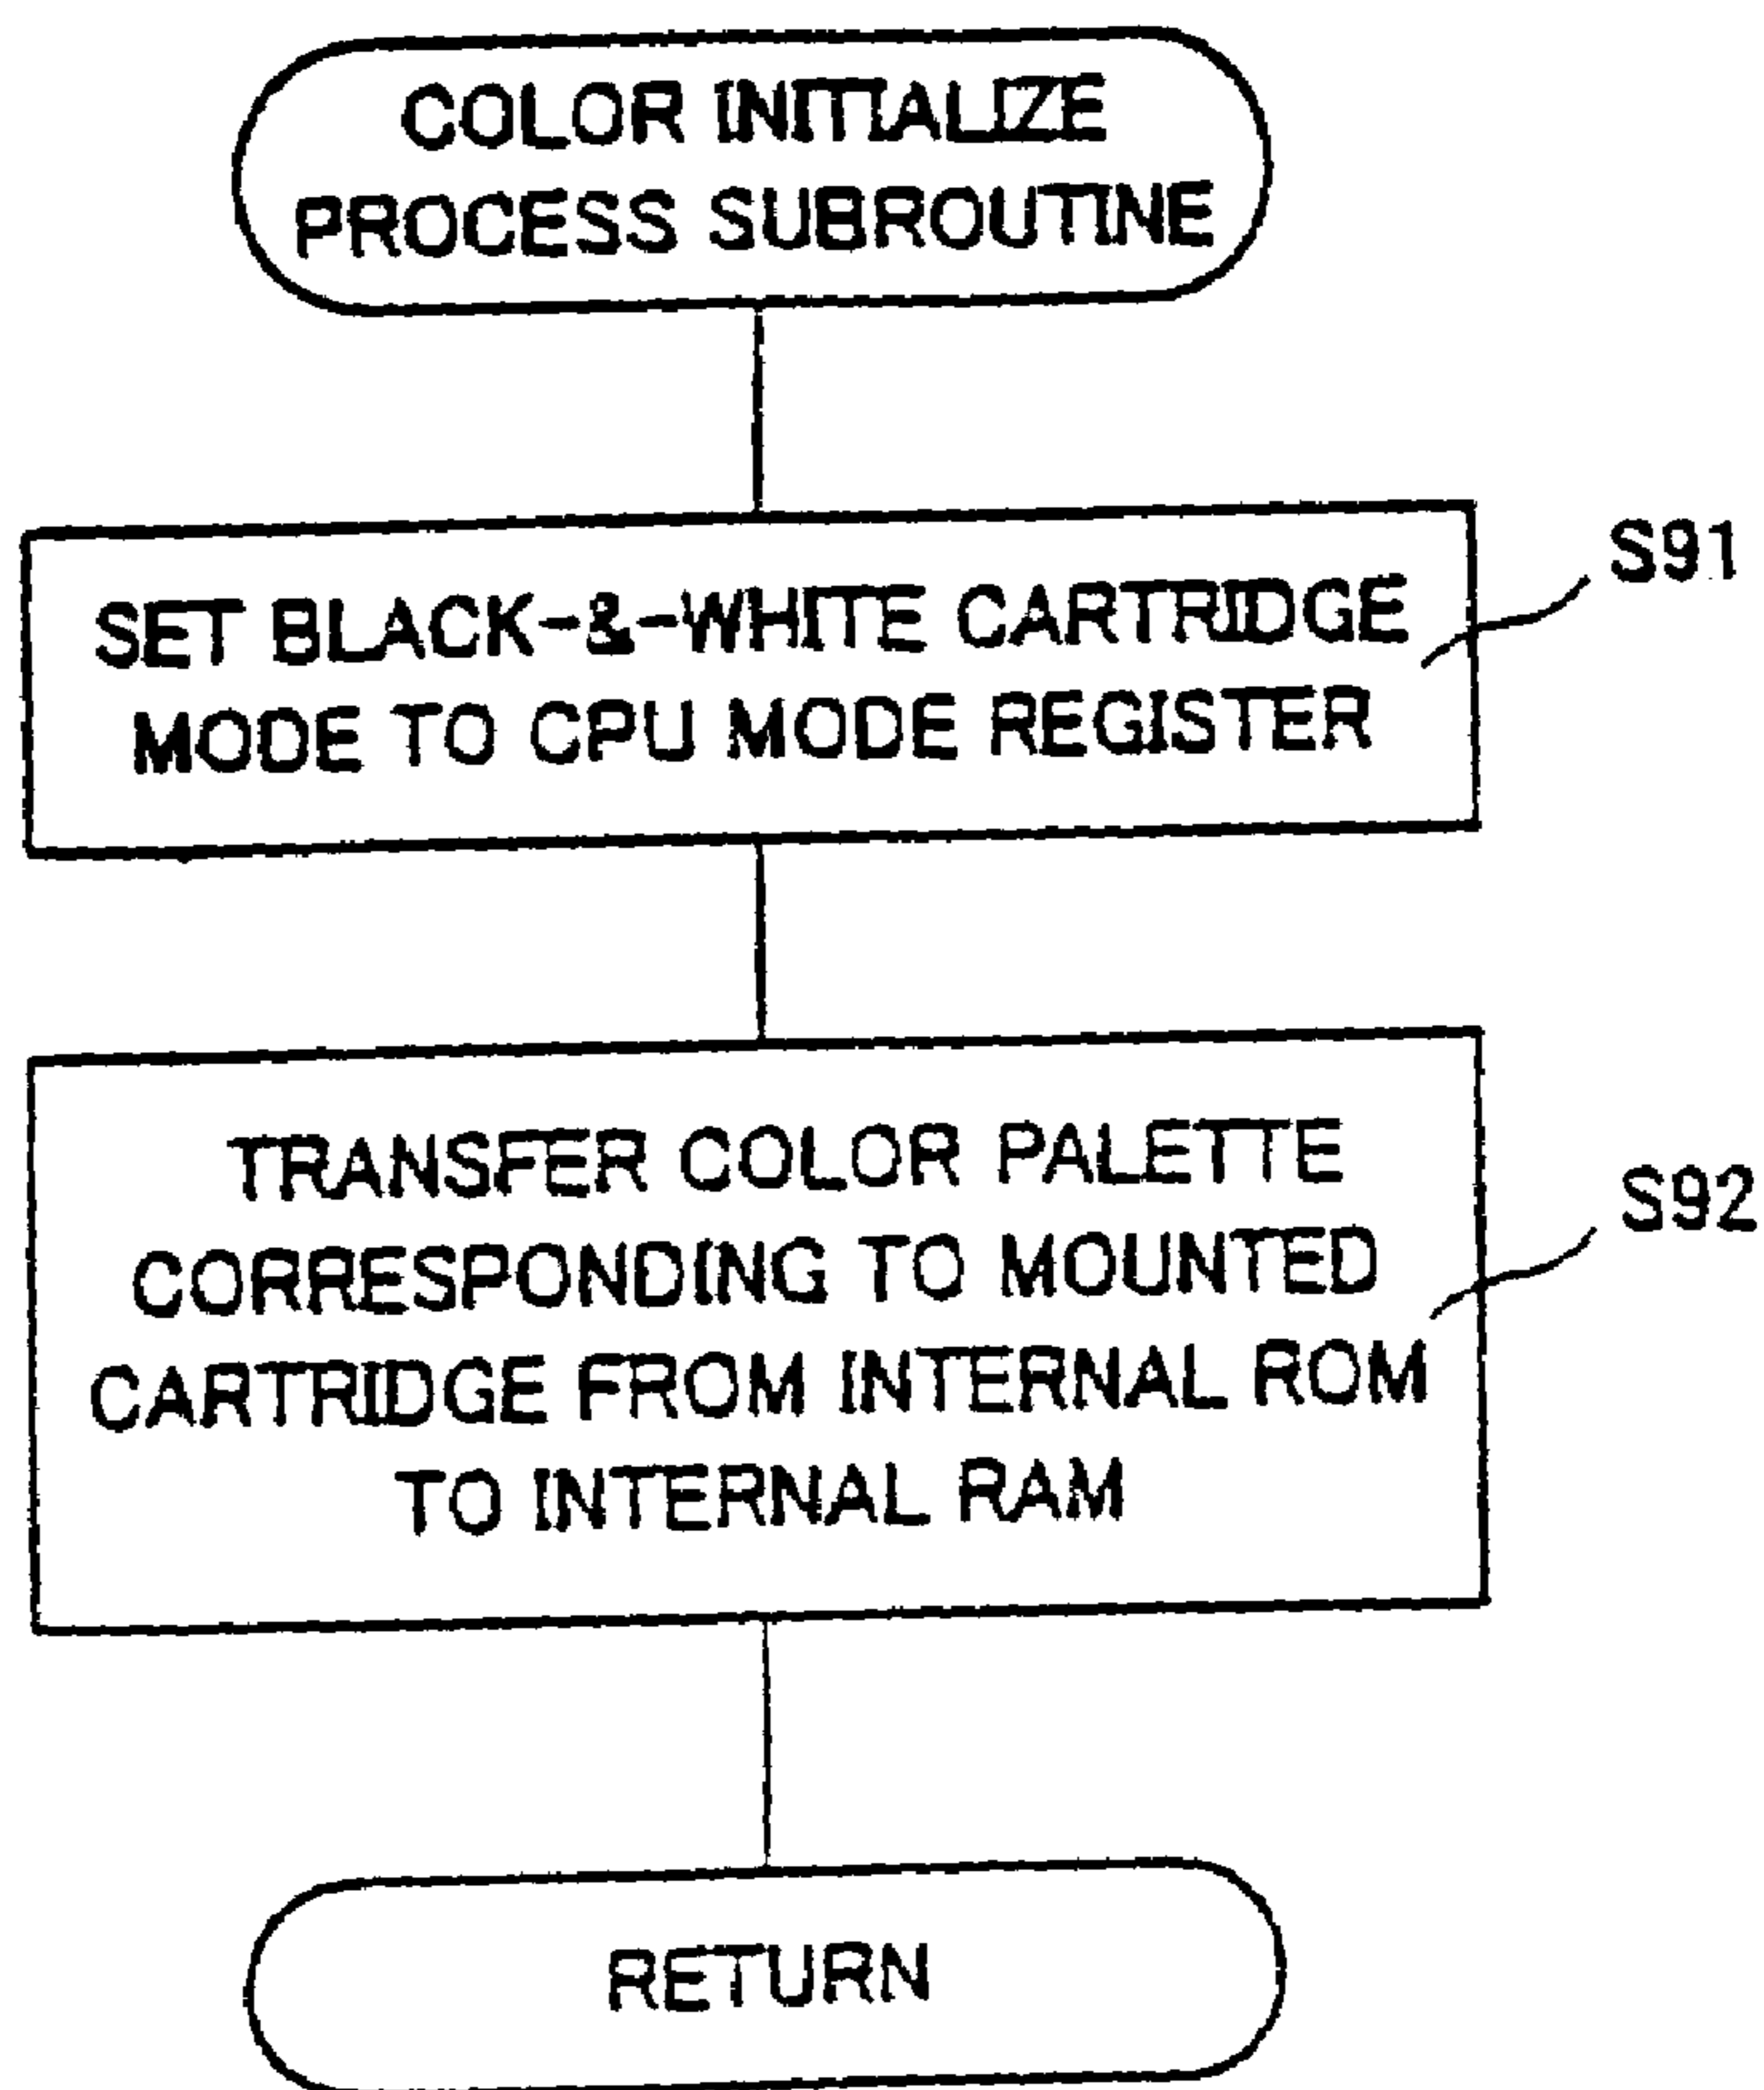 COLOR INITIALIZE
PROCESS SUBROUTINE
SET BLACK-&-WHITE CARTRIDGE
MODE TO CPU MODE REGISTER
S91
TRANSFER COLOR PALETTE
CORRESPONDING TO MOUNTED
CARTRIDGE FROM INTERNAL ROM
TO INTERNAL RAM
S92
RETURN